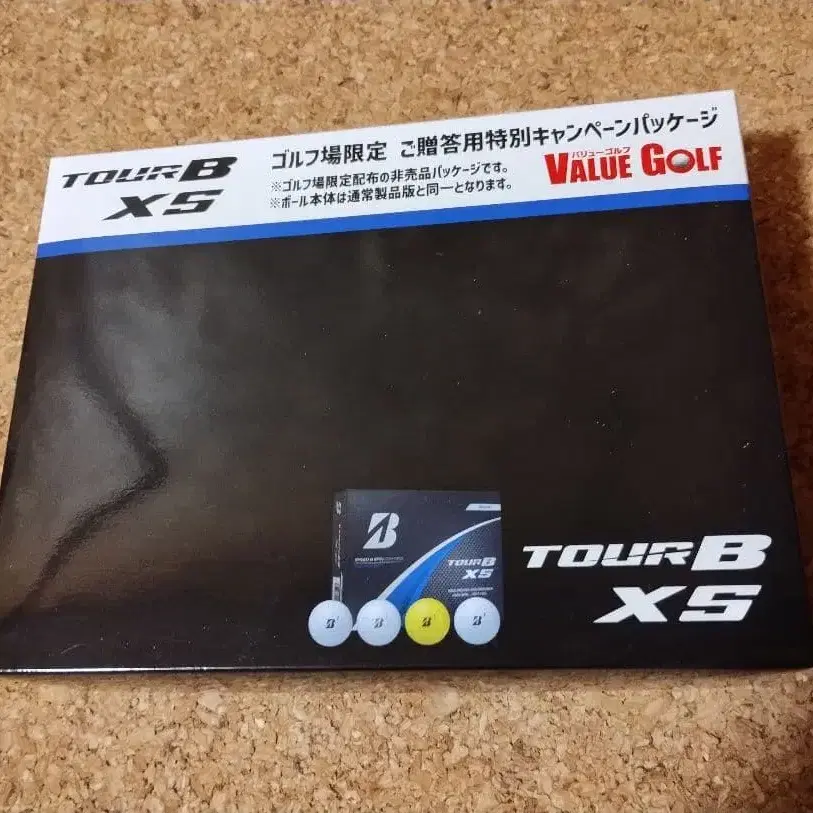 TOURB
XS
ゴルフ場限定 ご贈答用特別キャンペーンパッケージ
※ゴルフ場限定配布の非売品パッケージです。
※ボール本体は通常製品版と同一となります。
バリューゴルフ
VALUE GOLF
B
TOURB
XS
B
B
B
TOURB
XS